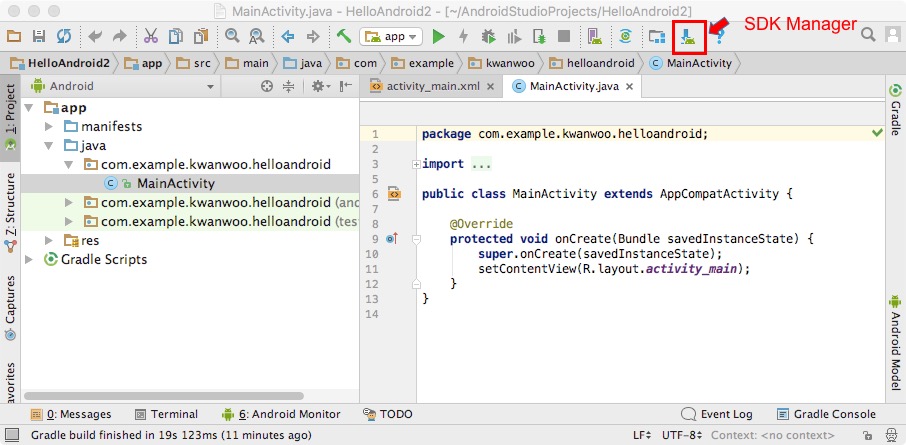 MainActivity.java - HelloAndroid2 - [~/AndroidStudioProjects/HelloAndroid2]
SDK Manager
app
HelloAndroid2 app src main java com example kwanwoo helloandroid MainActivity
1: Project
Z: Structure
Captures
avorites
Android
app
manifests
java
com.example.kwanwoo.helloandroid
MainActivity
com.example.kwanwoo.helloandroid (and
com.example.kwanwoo.helloandroid (tes
res
Gradle Scripts
activity_main.xml MainActivity.java
1 package com.example.kwanwoo.helloandroid;
2
3 import ...
5
6 public class MainActivity extends AppCompatActivity {
7
8 @Override
9 protected void onCreate(Bundle savedInstanceState) {
10 super.onCreate(savedInstanceState);
11 setContentView(R.layout.activity_main);
12 }
13 }
14
Gradle
Android Model
0: Messages Terminal 6: Android Monitor TODO Event Log Gradle Console
Gradle build finished in 19s 123ms (11 minutes ago) LF UTF-8 Context: <no context>